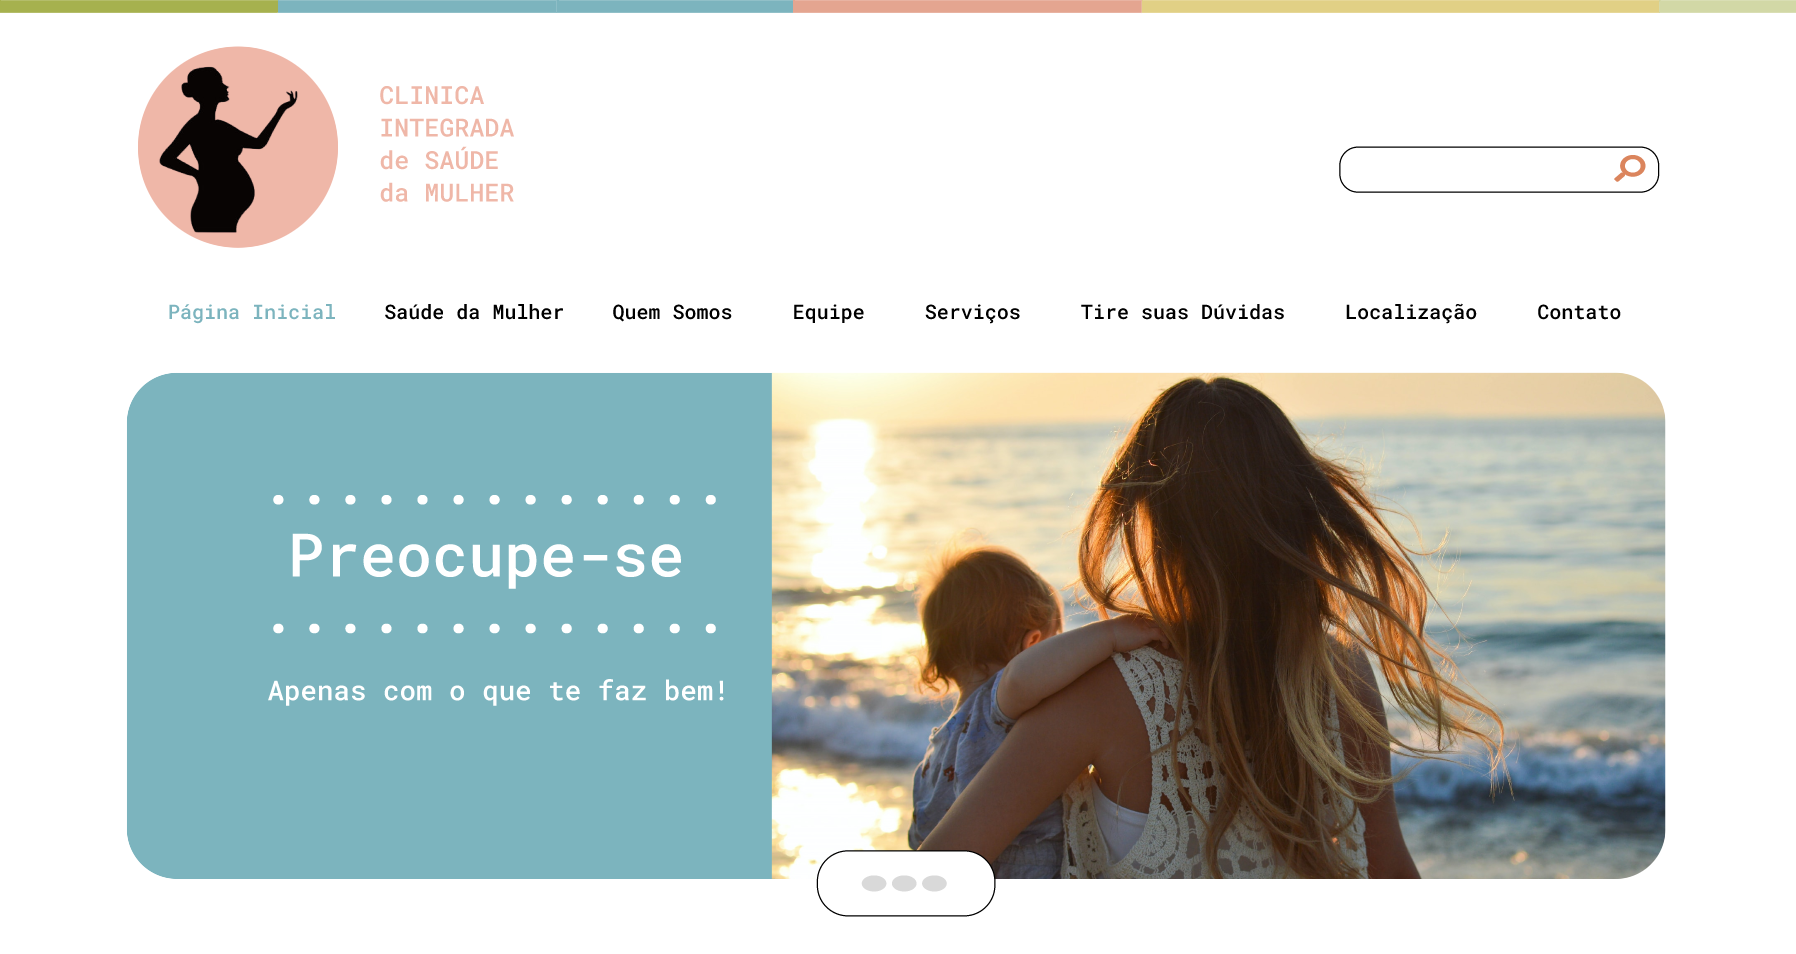 CLINICA
INTEGRADA
de SAÚDE
da MULHER
Página Inicial Saúde da Mulher Quem Somos Equipe Serviços Tire suas Dúvidas Localização Contato
Preocupe-se
Apenas com o que te faz bem!